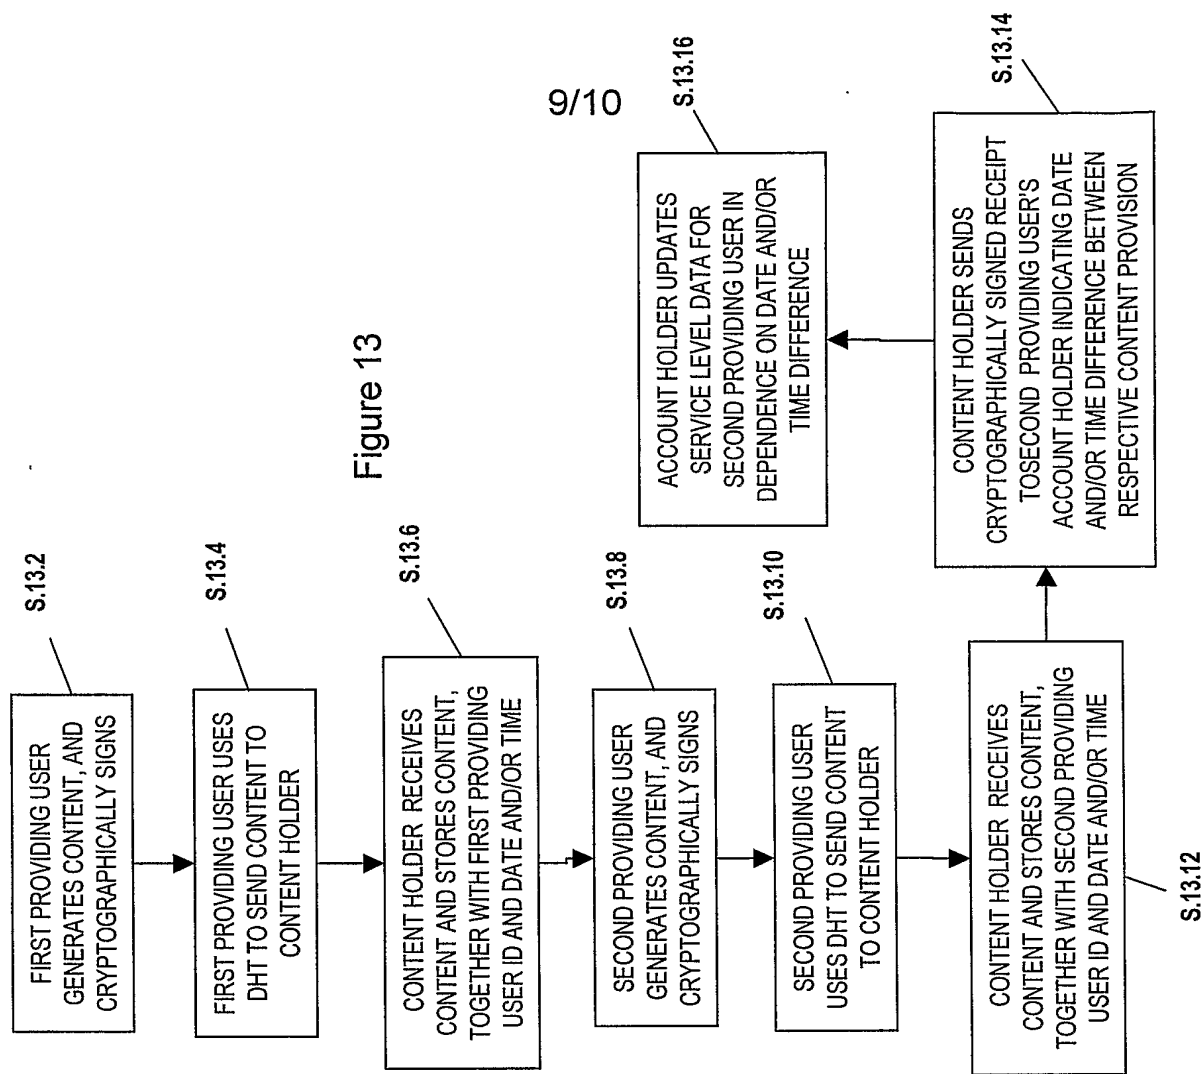 9/10
Figure 13
S.13.2
FIRST PROVIDING USER
GENERATES CONTENT, AND
CRYPTOGRAPHICALLY SIGNS
S.13.4
FIRST PROVIDING USER USES
DHT TO SEND CONTENT TO
CONTENT HOLDER
S.13.6
CONTENT HOLDER RECEIVES
CONTENT AND STORES CONTENT,
TOGETHER WITH FIRST PROVIDING
USER ID AND DATE AND/OR TIME
S.13.8
SECOND PROVIDING USER
GENERATES CONTENT, AND
CRYPTOGRAPHICALLY SIGNS
S.13.10
SECOND PROVIDING USER
USES DHT TO SEND CONTENT
TO CONTENT HOLDER
CONTENT HOLDER RECEIVES
CONTENT AND STORES CONTENT,
TOGETHER WITH SECOND PROVIDING
USER ID AND DATE AND/OR TIME
S.13.12
S.13.14
CONTENT HOLDER SENDS
CRYPTOGRAPHICALLY SIGNED RECEIPT
TOSECOND PROVIDING USER'S
ACCOUNT HOLDER INDICATING DATE
AND/OR TIME DIFFERENCE BETWEEN
RESPECTIVE CONTENT PROVISION
S.13.16
ACCOUNT HOLDER UPDATES
SERVICE LEVEL DATA FOR
SECOND PROVIDING USER IN
DEPENDENCE ON DATE AND/OR
TIME DIFFERENCE